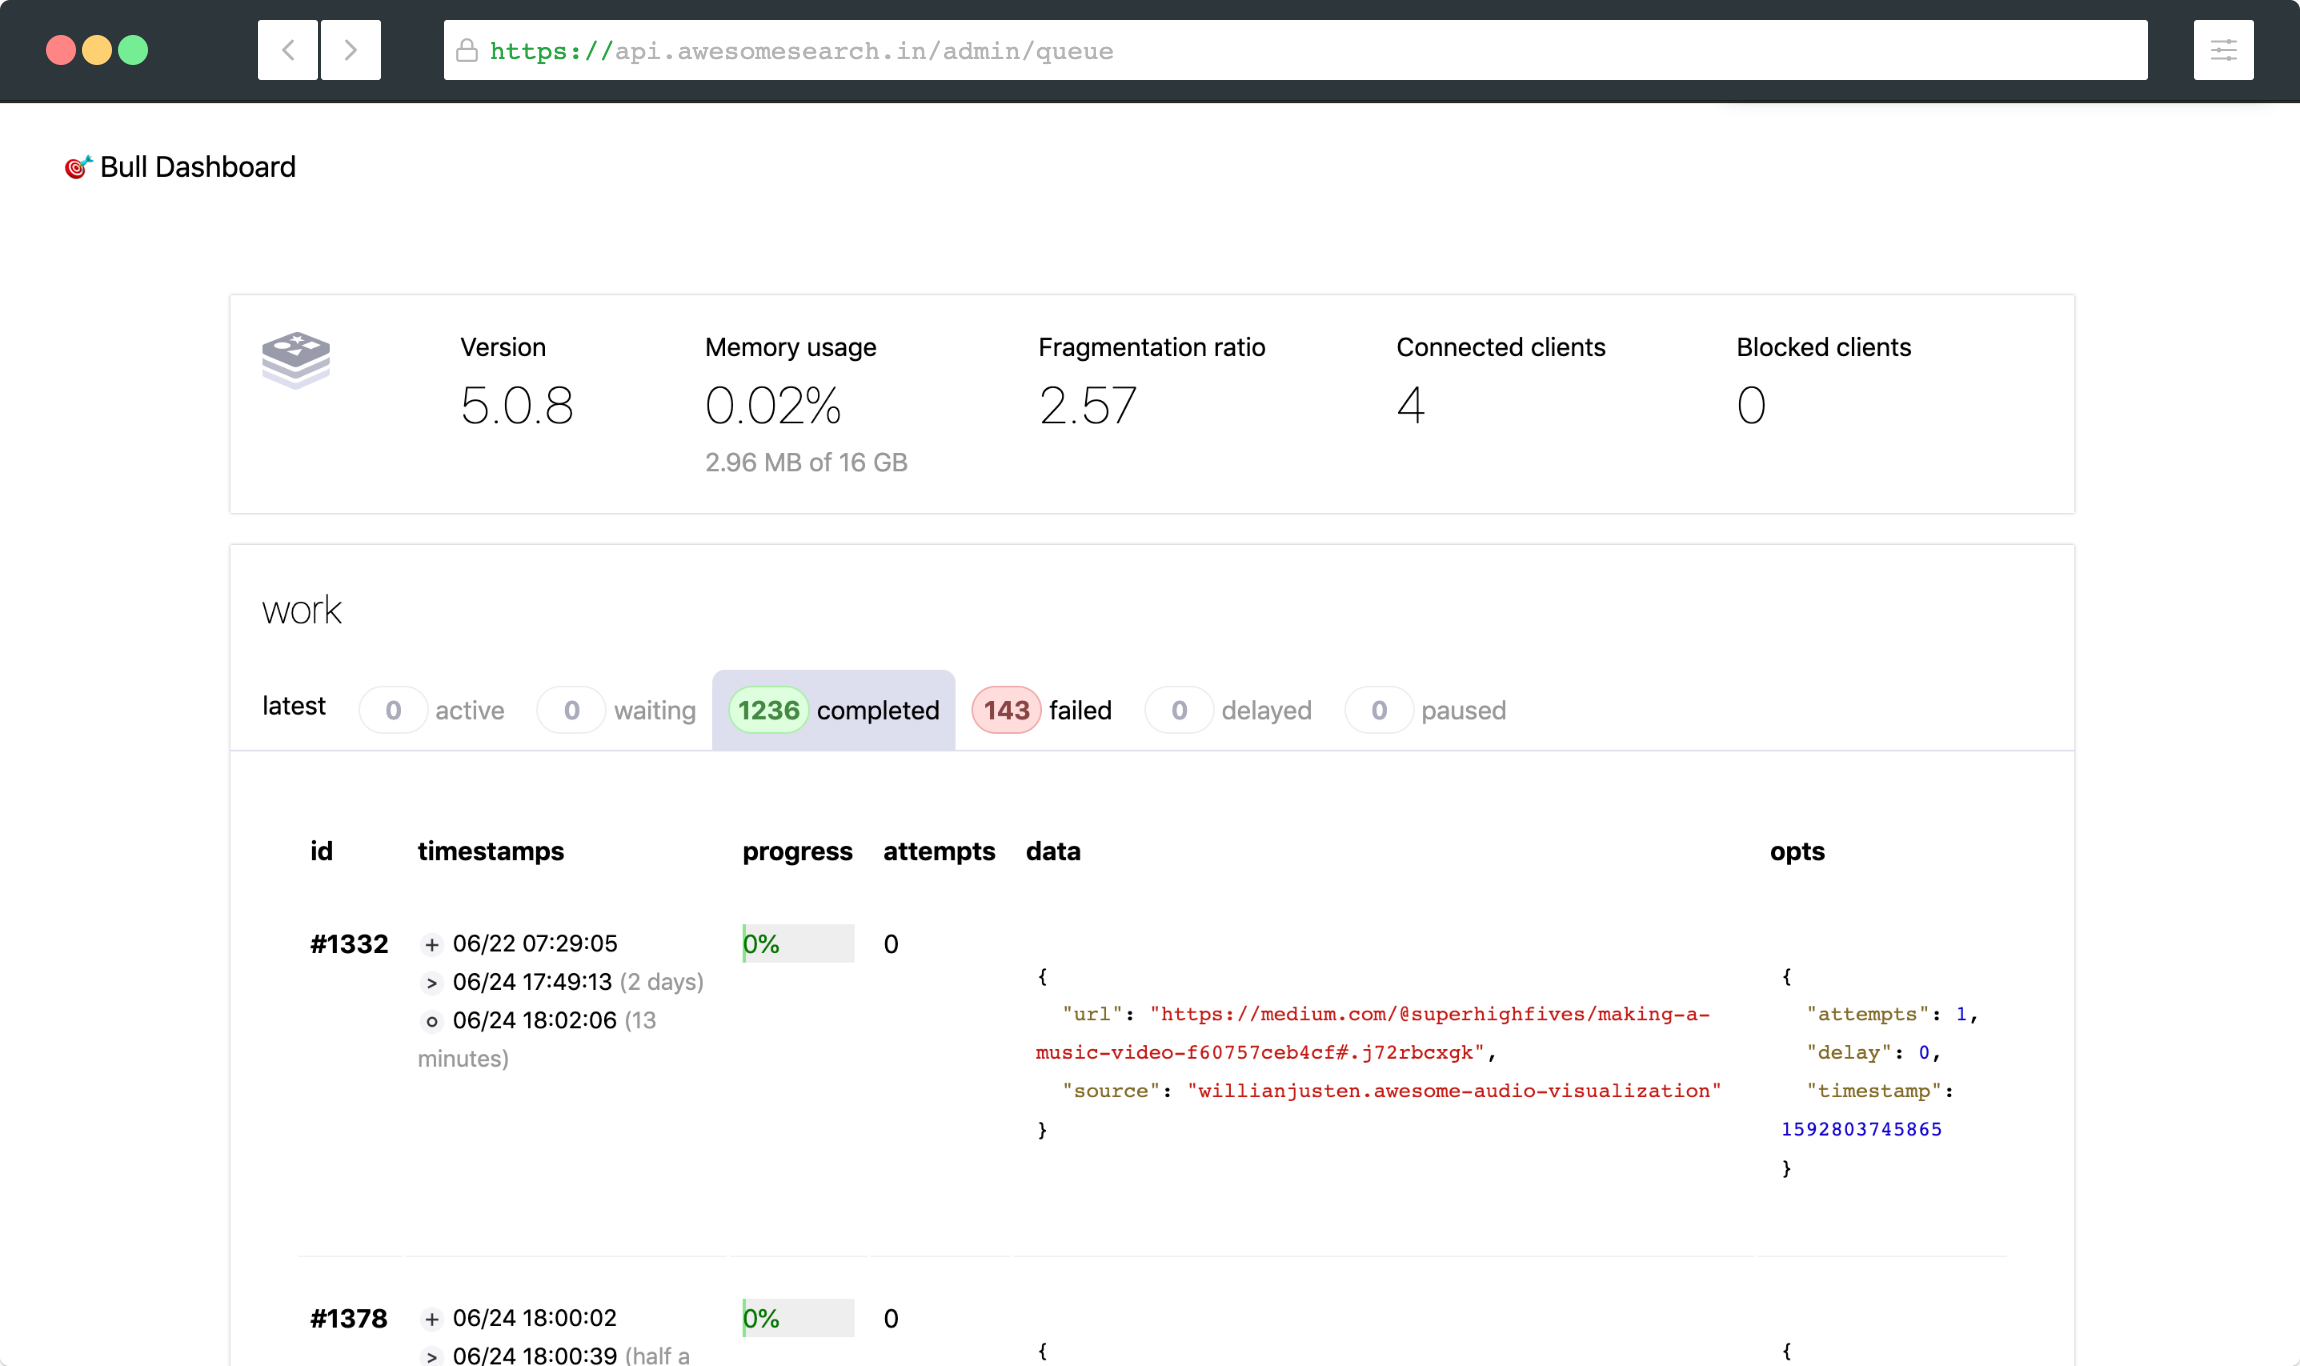 https://api.awesomesearch.in/admin/queue
Bull Dashboard
Version Memory usage Fragmentation ratio Connected clients Blocked clients
5.0.8 0.02% 2.57 4 0
2.96 MB of 16 GB
work
latest 0 active 0 waiting 1236 completed 143 failed 0 delayed 0 paused
id timestamps progress attempts data opts
#1332 + 06/22 07:29:05 0% 0
> 06/24 17:49:13 (2 days)
06/24 18:02:06 (13
minutes)
{
"url": "https://medium.com/@superhighfives/making-a-
music-video-f60757ceb4cf#.j72rbcxgk",
"source": "willianjusten.awesome-audio-visualization"
}
{
"attempts": 1,
"delay": 0,
"timestamp":
1592803745865
}
#1378 + 06/24 18:00:02 0% 0
> 06/24 18:00:39 (half a
{
{